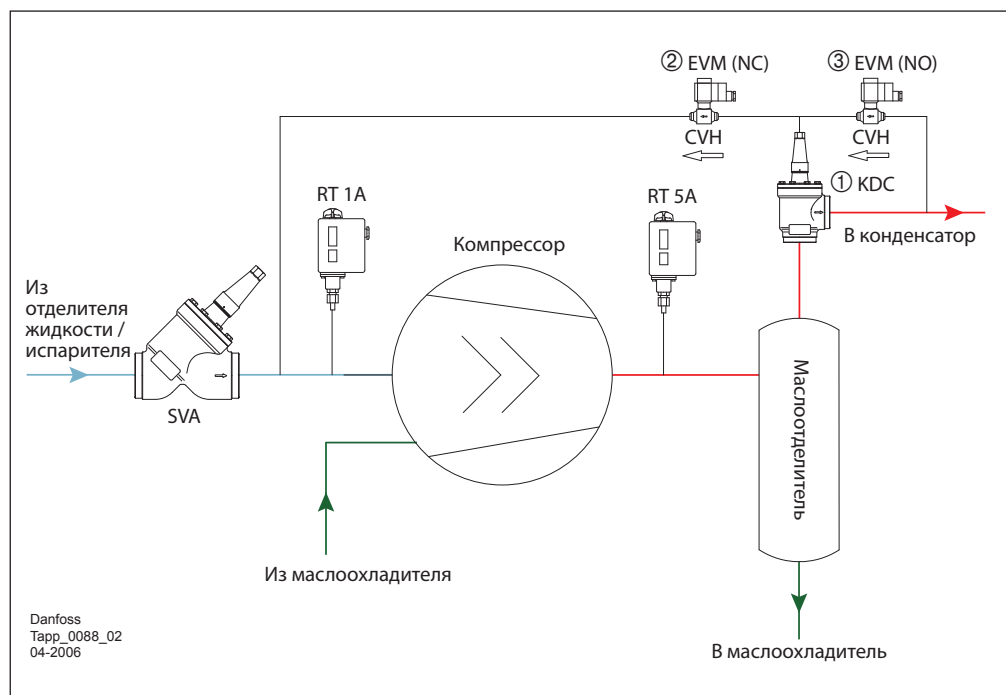 ② EVM (NC)
③ EVM (NO)
CVH
CVH
① KDC
RT 1A
RT 5A
Компрессор
В конденсатор
Из
отделителя
жидкости /
испарителя
SVA
Маслоотделитель
Из маслоохладителя
В маслоохладитель
Danfoss
Tapp_0088_02
04-2006